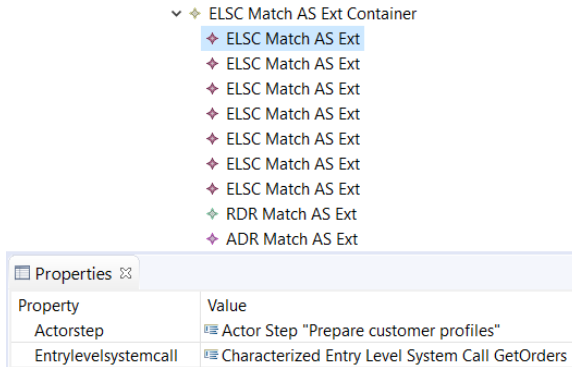 ELSC Match AS Ext Container
ELSC Match AS Ext
ELSC Match AS Ext
ELSC Match AS Ext
ELSC Match AS Ext
ELSC Match AS Ext
ELSC Match AS Ext
ELSC Match AS Ext
RDR Match AS Ext
ADR Match AS Ext
Properties
Property Value
Actorstep Actor Step "Prepare customer profiles"
Entrylevelsystemcall Characterized Entry Level System Call GetOrders